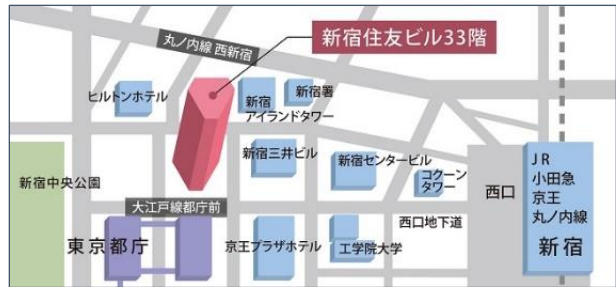 丸ノ内線 西新宿
新宿住友ビル33階
ヒルトンホテル
新宿
アイランドタワー
新宿署
新宿三井ビル
新宿センタービル
コクーン
タワー
西口
JR
小田急
京王
丸ノ内線
新宿
新宿中央公園
大江戸線都庁前
西口地下道
東京都庁
京王プラザホテル
工学院大学